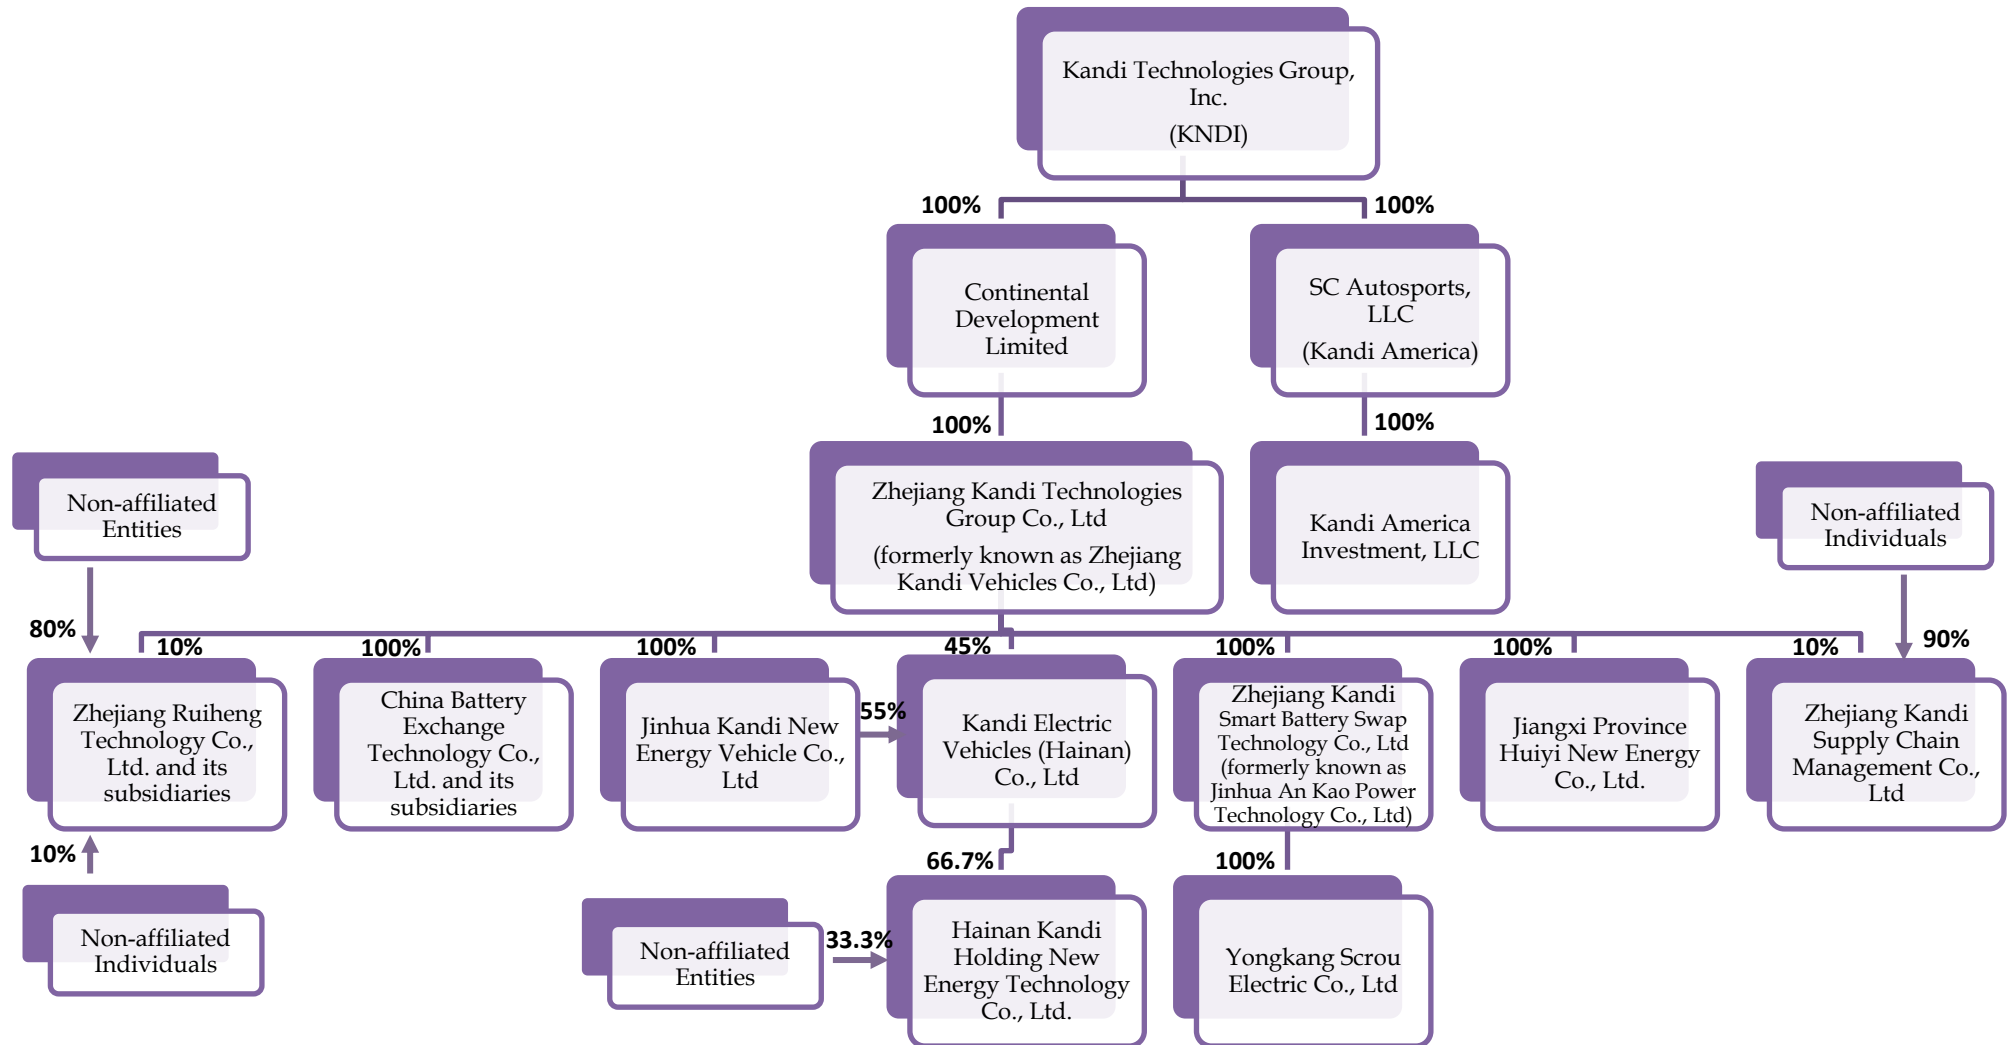 Kandi Technologies Group,
Inc.
(KNDI)
100%
100%
Continental
Development
Limited
SC Autosports,
LLC
(Kandi America)
100%
100%
Non-affiliated
Entities
Zhejiang Kandi Technologies
Group Co., Ltd
(formerly known as Zhejiang
Kandi Vehicles Co., Ltd)
Kandi America
Investment, LLC
Non-affiliated
Individuals
80%
10%
100%
100%
45%
100%
100%
10%
90%
Zhejiang Ruiheng
Technology Co.,
Ltd. and its
subsidiaries
China Battery
Exchange
Technology Co.,
Ltd. and its
subsidiaries
Jinhua Kandi New
Energy Vehicle Co.,
Ltd
55%
Kandi Electric
Vehicles (Hainan)
Co., Ltd
Zhejiang Kandi
Smart Battery Swap
Technology Co., Ltd
(formerly known as
Jinhua An Kao Power
Technology Co., Ltd)
Jiangxi Province
Huiyi New Energy
Co., Ltd.
Zhejiang Kandi
Supply Chain
Management Co.,
Ltd
10%
66.7%
100%
Non-affiliated
Individuals
Non-affiliated
Entities
33.3%
Hainan Kandi
Holding New
Energy Technology
Co., Ltd.
Yongkang Scrou
Electric Co., Ltd